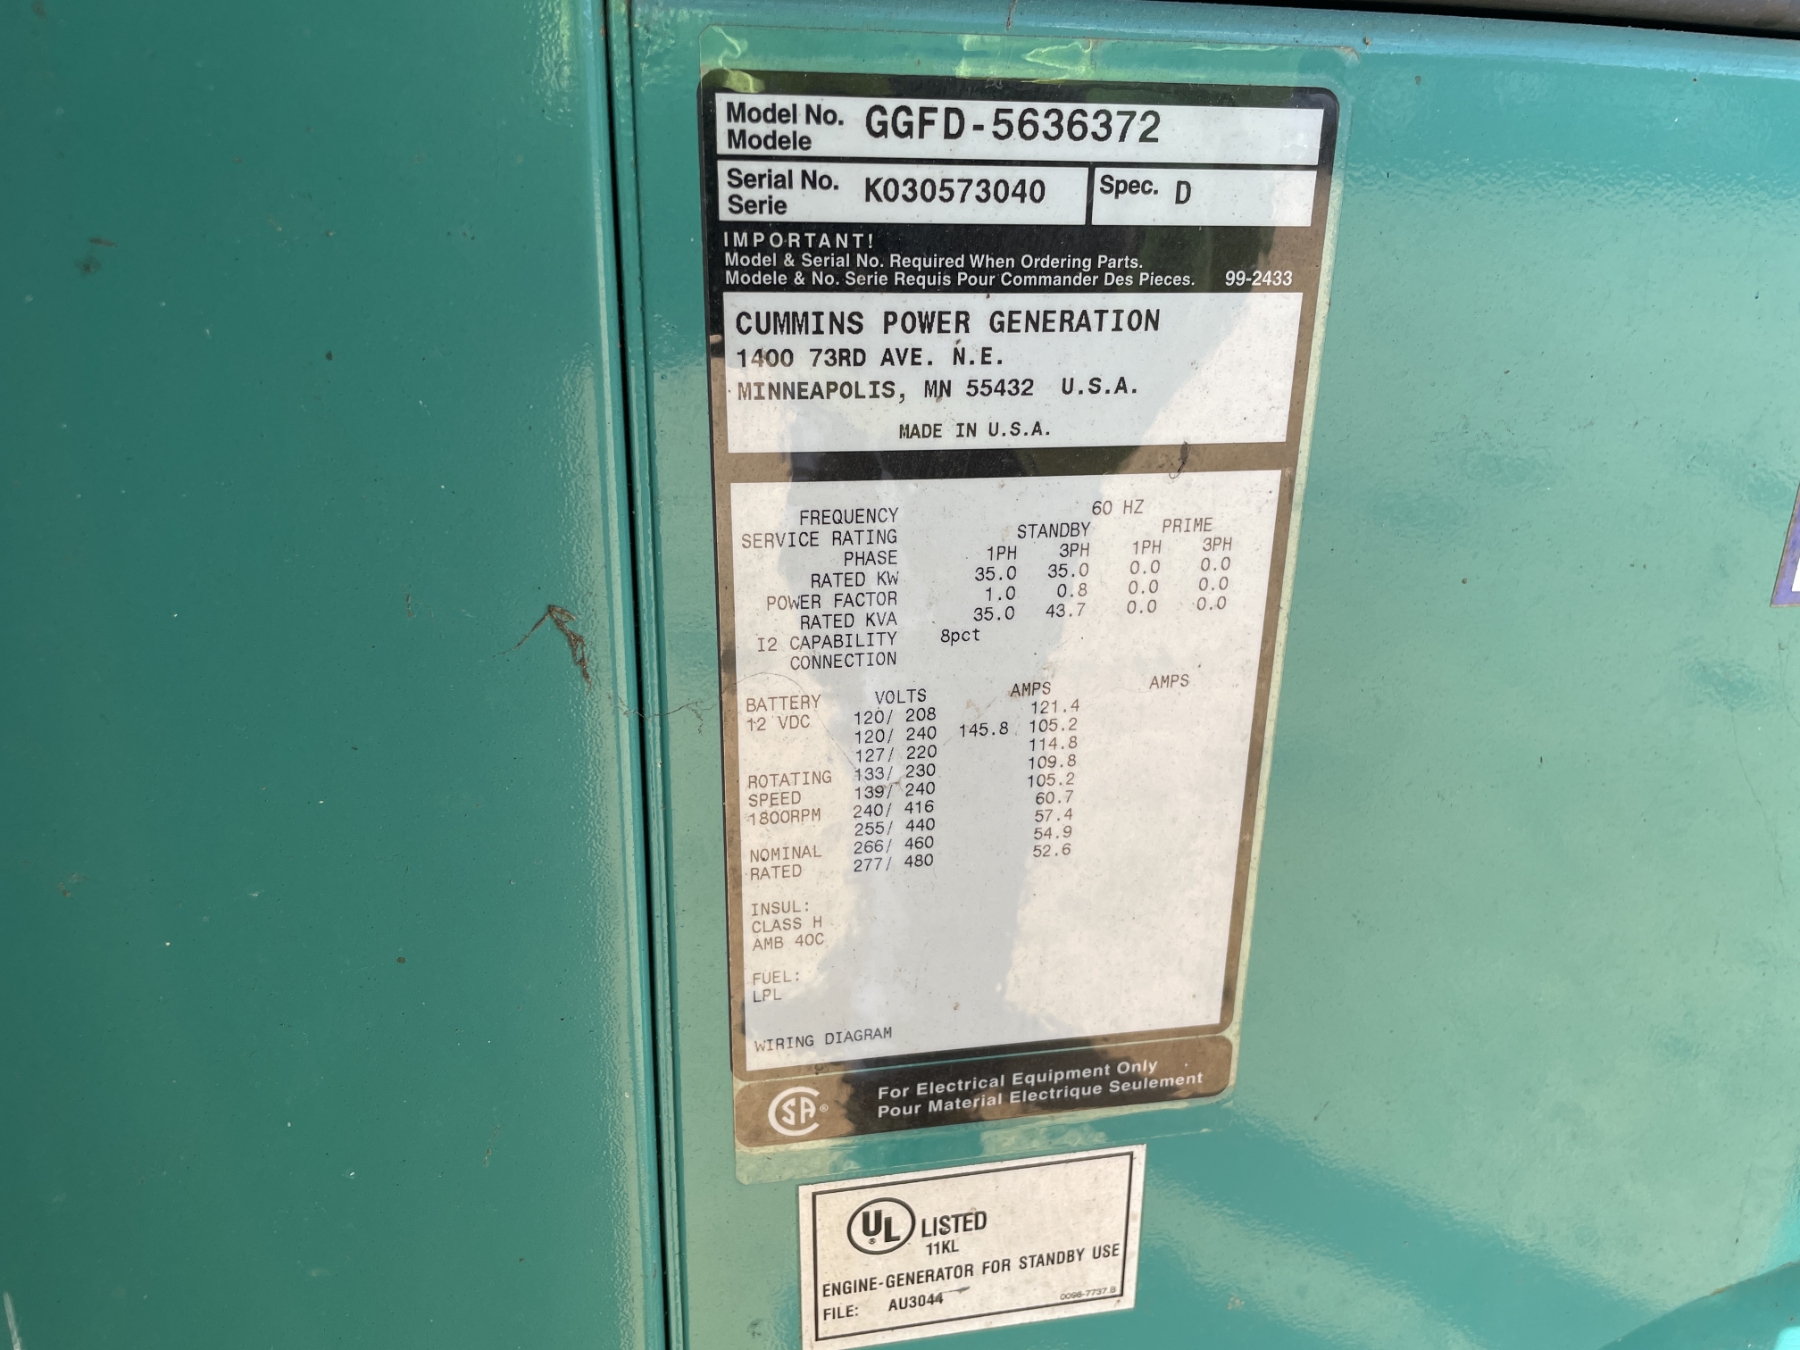 Model No. GGFD-5636372
Modele
Serial No. K030573040 Spec. D
Serie
IMPORTANT!
Model & Serial No. Required When Ordering Parts.
Modele & No. Serie Requis Pour Commander Des Pieces. 99-2433
CUMMINS POWER GENERATION
1400 73RD AVE. N.E.
MINNEAPOLIS, MN 55432 U.S.A.
MADE IN U.S.A.
FREQUENCY 60 HZ
SERVICE RATING STANDBY PRIME
PHASE 1PH 3PH 1PH 3PH
RATED KW 35.0 35.0 0.0 0.0
POWER FACTOR 1.0 0.8 0.0 0.0
RATED KVA 35.0 43.7 0.0 0.0
I2 CAPABILITY 8pct
CONNECTION
BATTERY VOLTS AMPS AMPS
12 VDC 120/ 208 121.4
120/ 240 145.8 105.2
127/ 220 114.8
ROTATING 133/ 230 109.8
SPEED 139/ 240 105.2
1800RPM 240/ 416 60.7
255/ 440 57.4
NOMINAL 266/ 460 54.9
RATED 277/ 480 52.6
INSUL:
CLASS H
AMB 40C
FUEL:
LPL
WIRING DIAGRAM
CSA® For Electrical Equipment Only
Pour Material Electrique Seulement
UL® LISTED
11KL
ENGINE-GENERATOR FOR STANDBY USE
FILE: AU3044 0098-7737 B